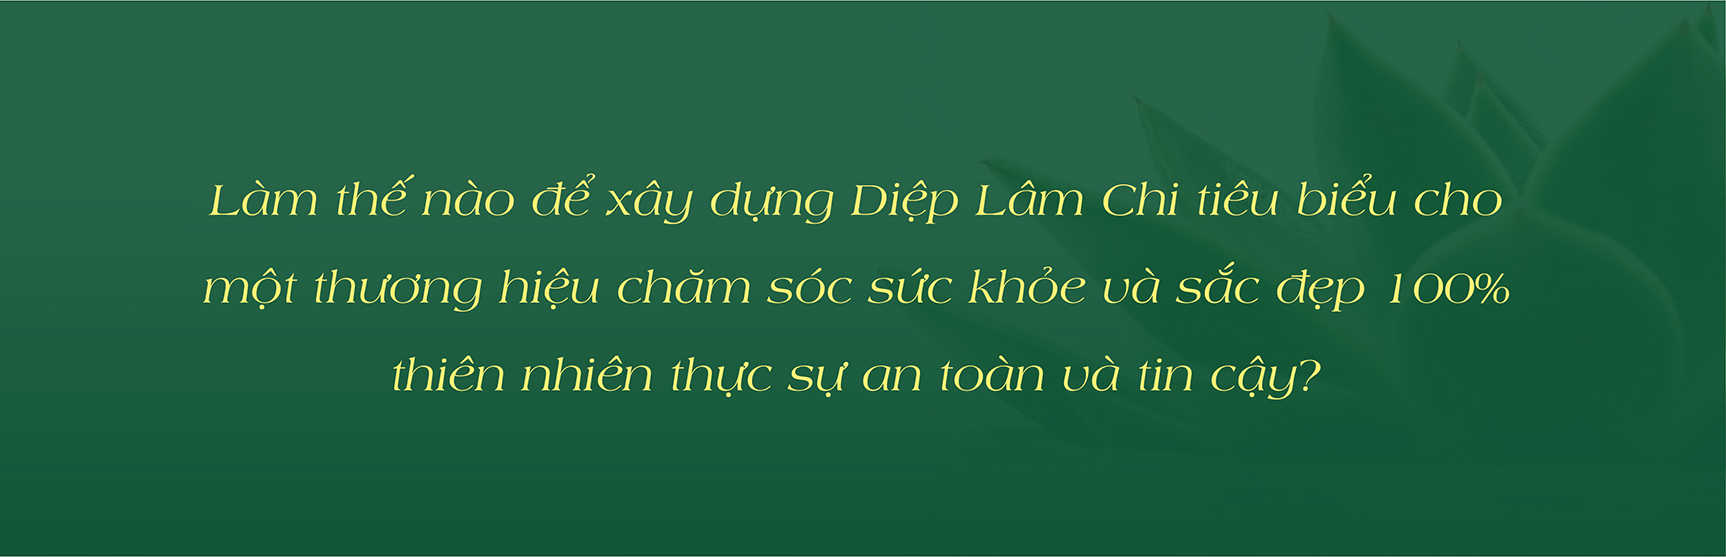 Làm thế nào để xây dựng Diệp Lâm Chi tiêu biểu cho
một thương hiệu chăm sóc sức khỏe và sắc đẹp 100%
thiên nhiên thực sự an toàn và tin cậy?